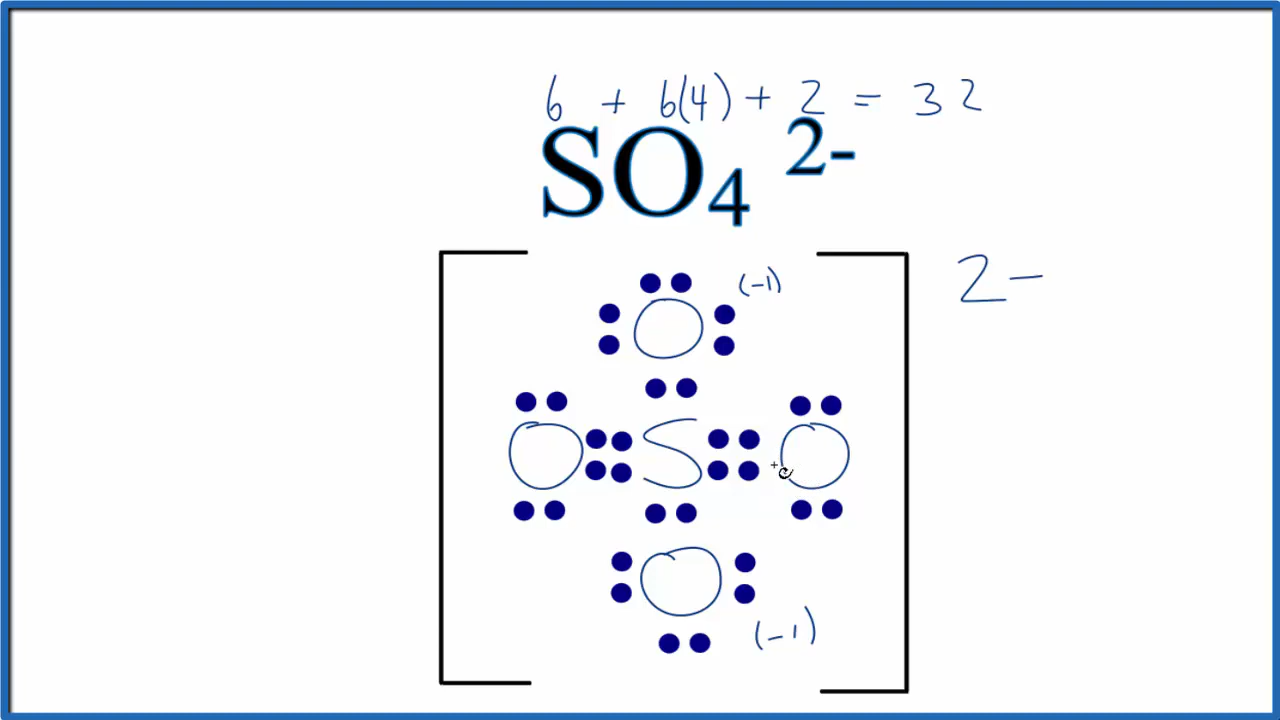 6 + 6(4) + 2 = 32
SO₄ ²⁻
2-
(-1)
O
O S O
O
(-1)